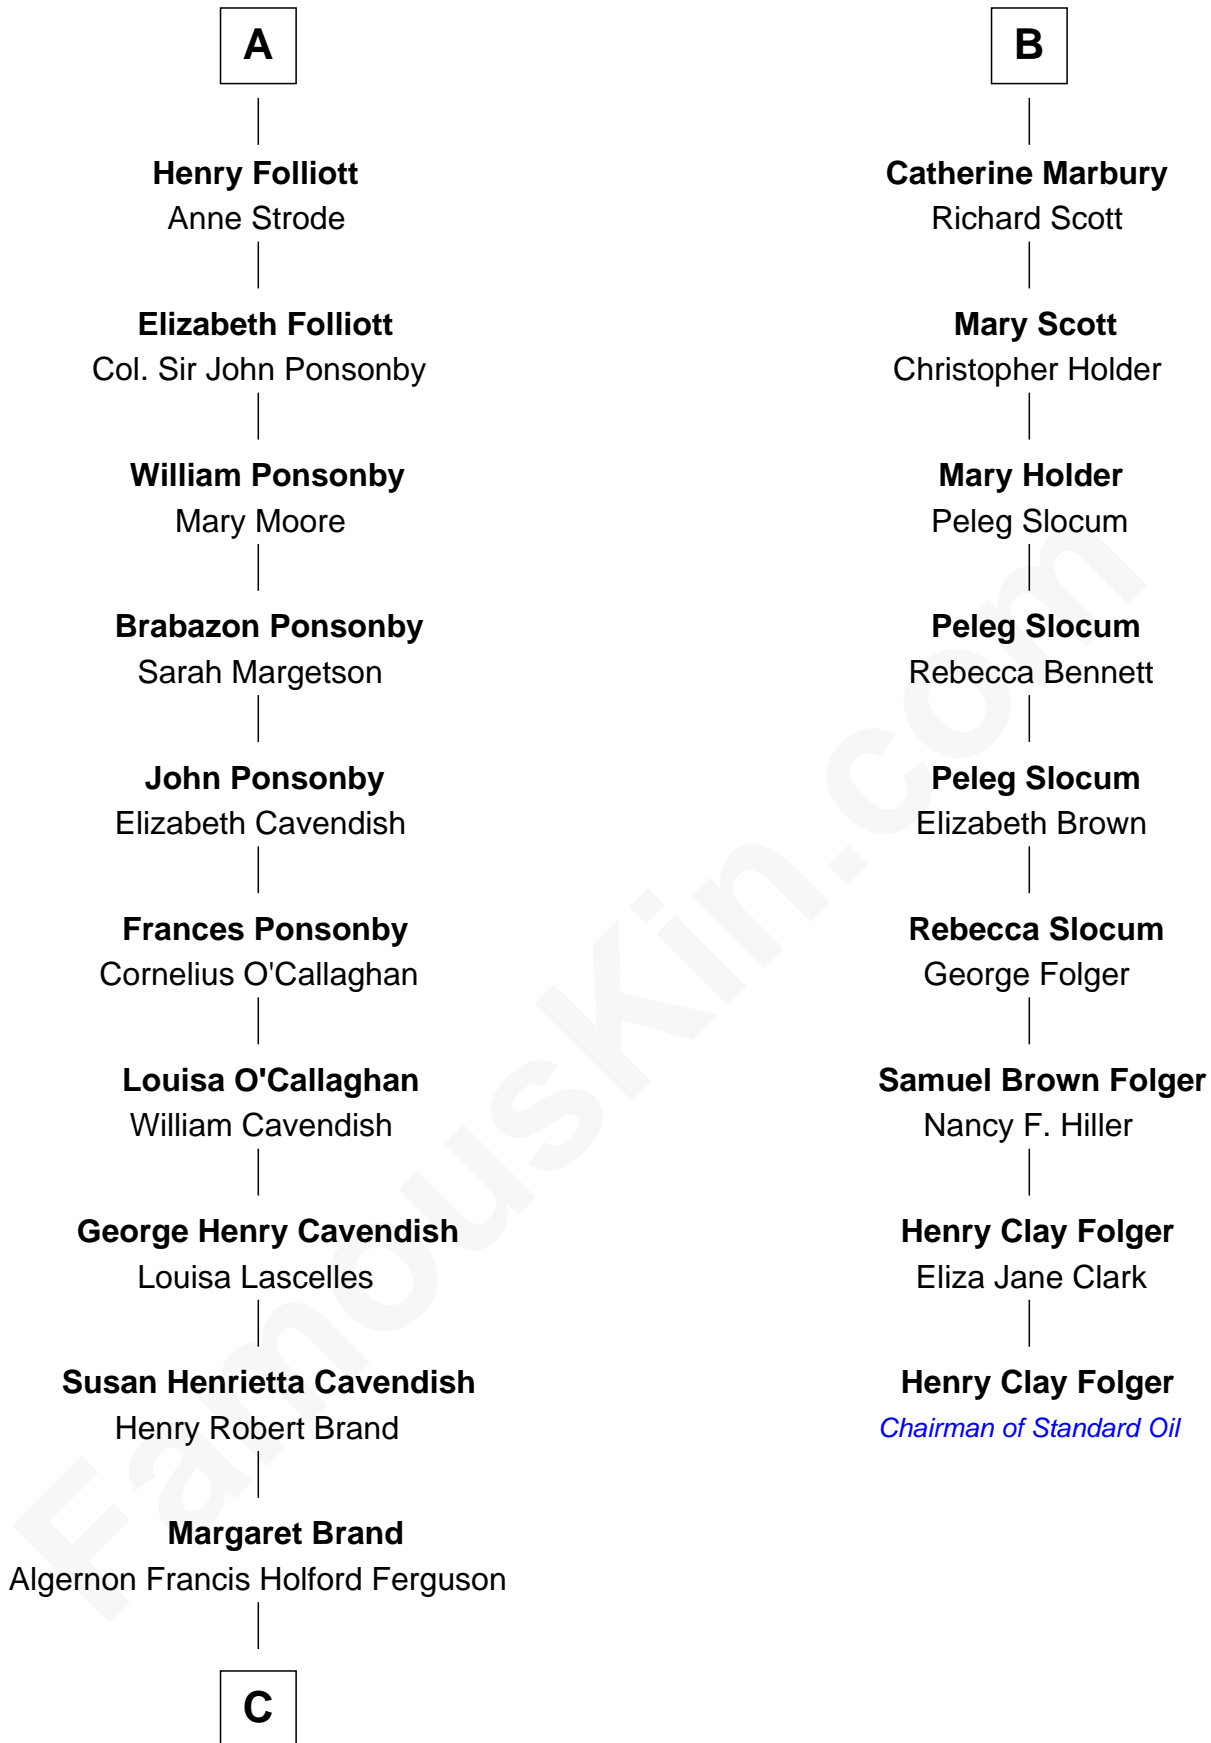 A
Henry Folliott
Anne Strode
Elizabeth Folliott
Col. Sir John Ponsonby
William Ponsonby
Mary Moore
Brabazon Ponsonby
Sarah Margetson
John Ponsonby
Elizabeth Cavendish
Frances Ponsonby
Cornelius O'Callaghan
Louisa O'Callaghan
William Cavendish
George Henry Cavendish
Louisa Lascelles
Susan Henrietta Cavendish
Henry Robert Brand
Margaret Brand
Algernon Francis Holford Ferguson
C
B
Catherine Marbury
Richard Scott
Mary Scott
Christopher Holder
Mary Holder
Peleg Slocum
Peleg Slocum
Rebecca Bennett
Peleg Slocum
Elizabeth Brown
Rebecca Slocum
George Folger
Samuel Brown Folger
Nancy F. Hiller
Henry Clay Folger
Eliza Jane Clark
Henry Clay Folger
Chairman of Standard Oil
FamousKin.com